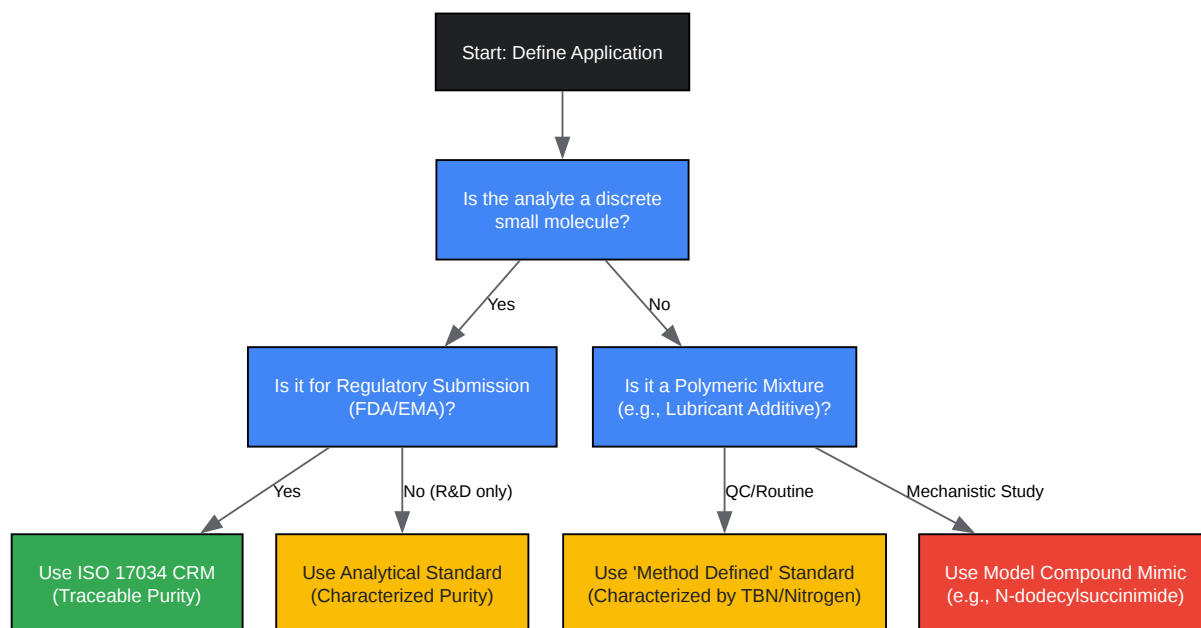 Start: Define Application
Is the analyte a discrete
small molecule?
Yes
No
Is it for Regulatory Submission
(FDA/EMA)?
Is it a Polymeric Mixture
(e.g., Lubricant Additive)?
Yes
No (R&D only)
QC/Routine
Mechanistic Study
Use ISO 17034 CRM
(Traceable Purity)
Use Analytical Standard
(Characterized Purity)
Use 'Method Defined' Standard
(Characterized by TBN/Nitrogen)
Use Model Compound Mimic
(e.g., N-dodecylsuccinimide)